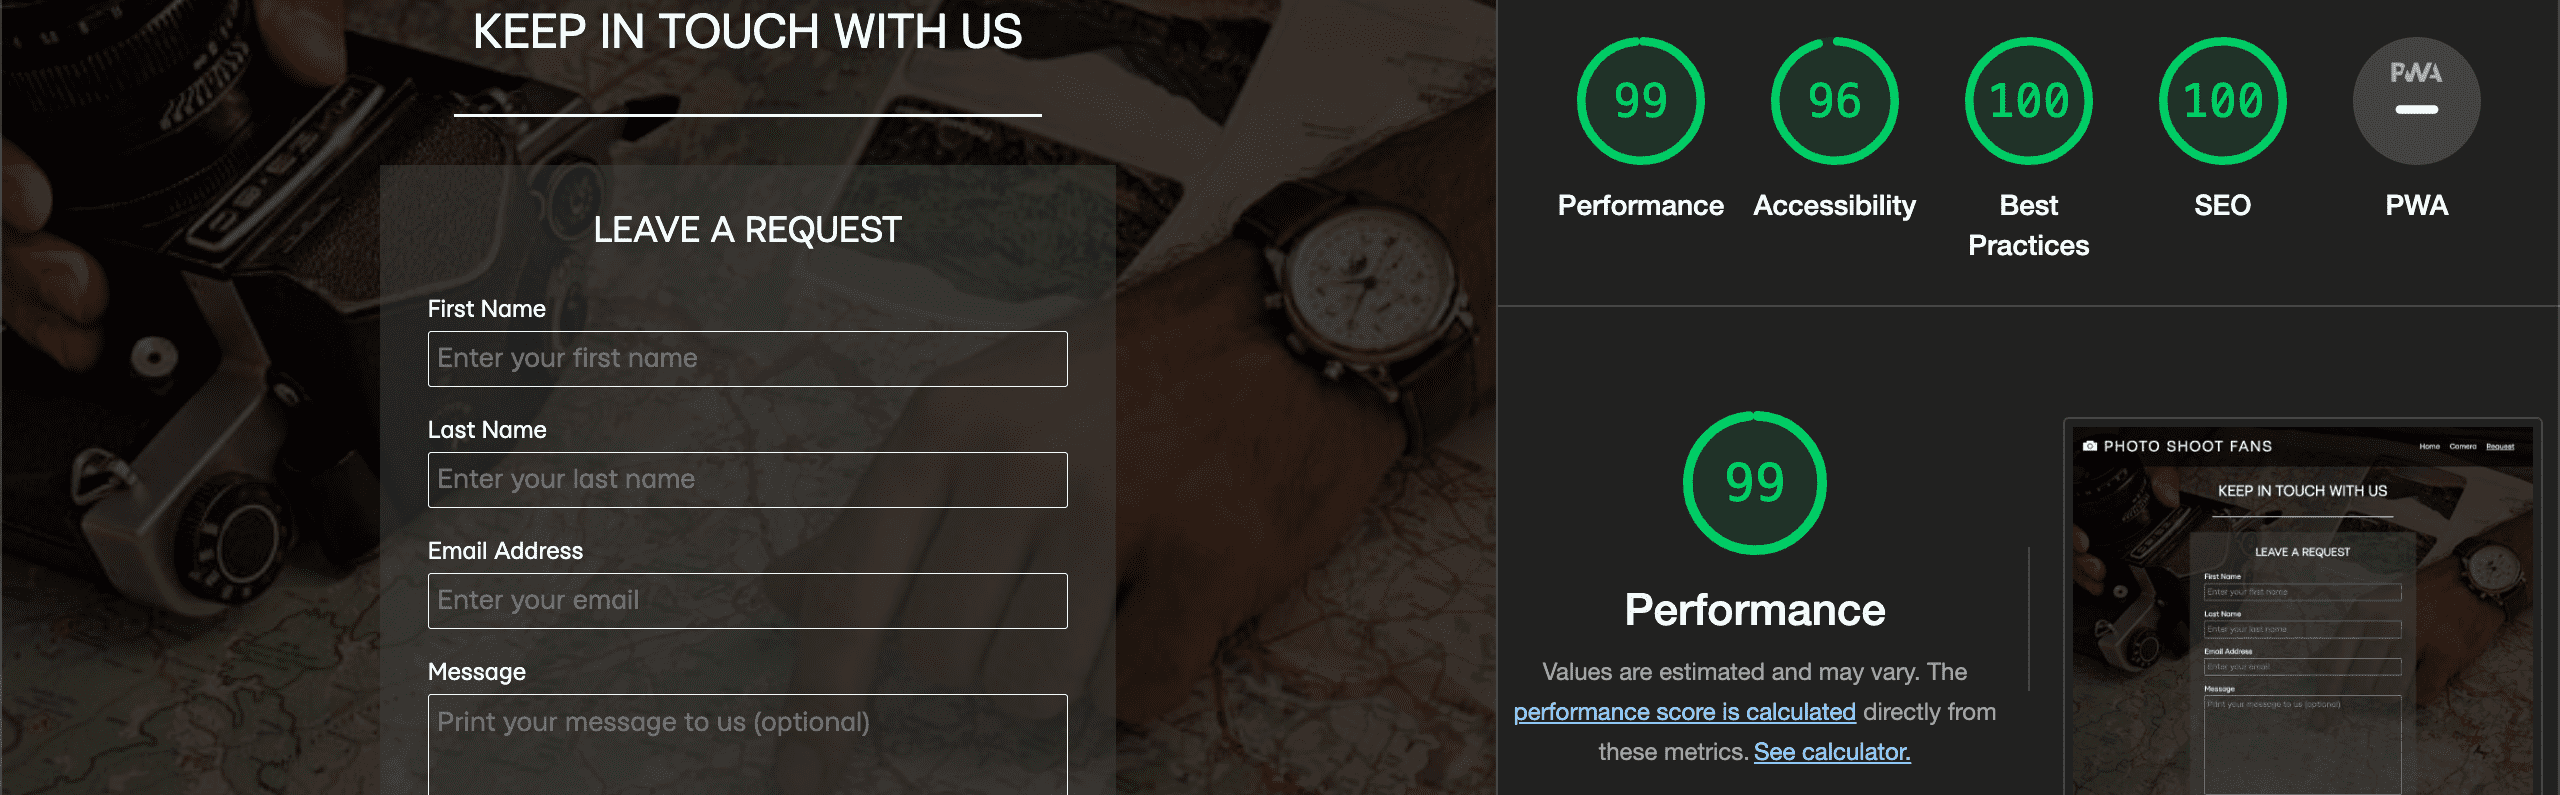 KEEP IN TOUCH WITH US
LEAVE A REQUEST
First Name
Enter your first name
Last Name
Enter your last name
Email Address
Enter your email
Message
Print your message to us (optional)
99
96
100
100
PWA
Performance
Accessibility
Best
Practices
SEO
PWA
99
Performance
Values are estimated and may vary. The
performance score is calculated directly from
these metrics. See calculator.
PHOTO SHOOT FANS
Home Camera Request
KEEP IN TOUCH WITH US
LEAVE A REQUEST
First Name
Enter your first name
Last Name
Enter your last name
Email Address
Enter your email
Message
Print your message to us (optional)